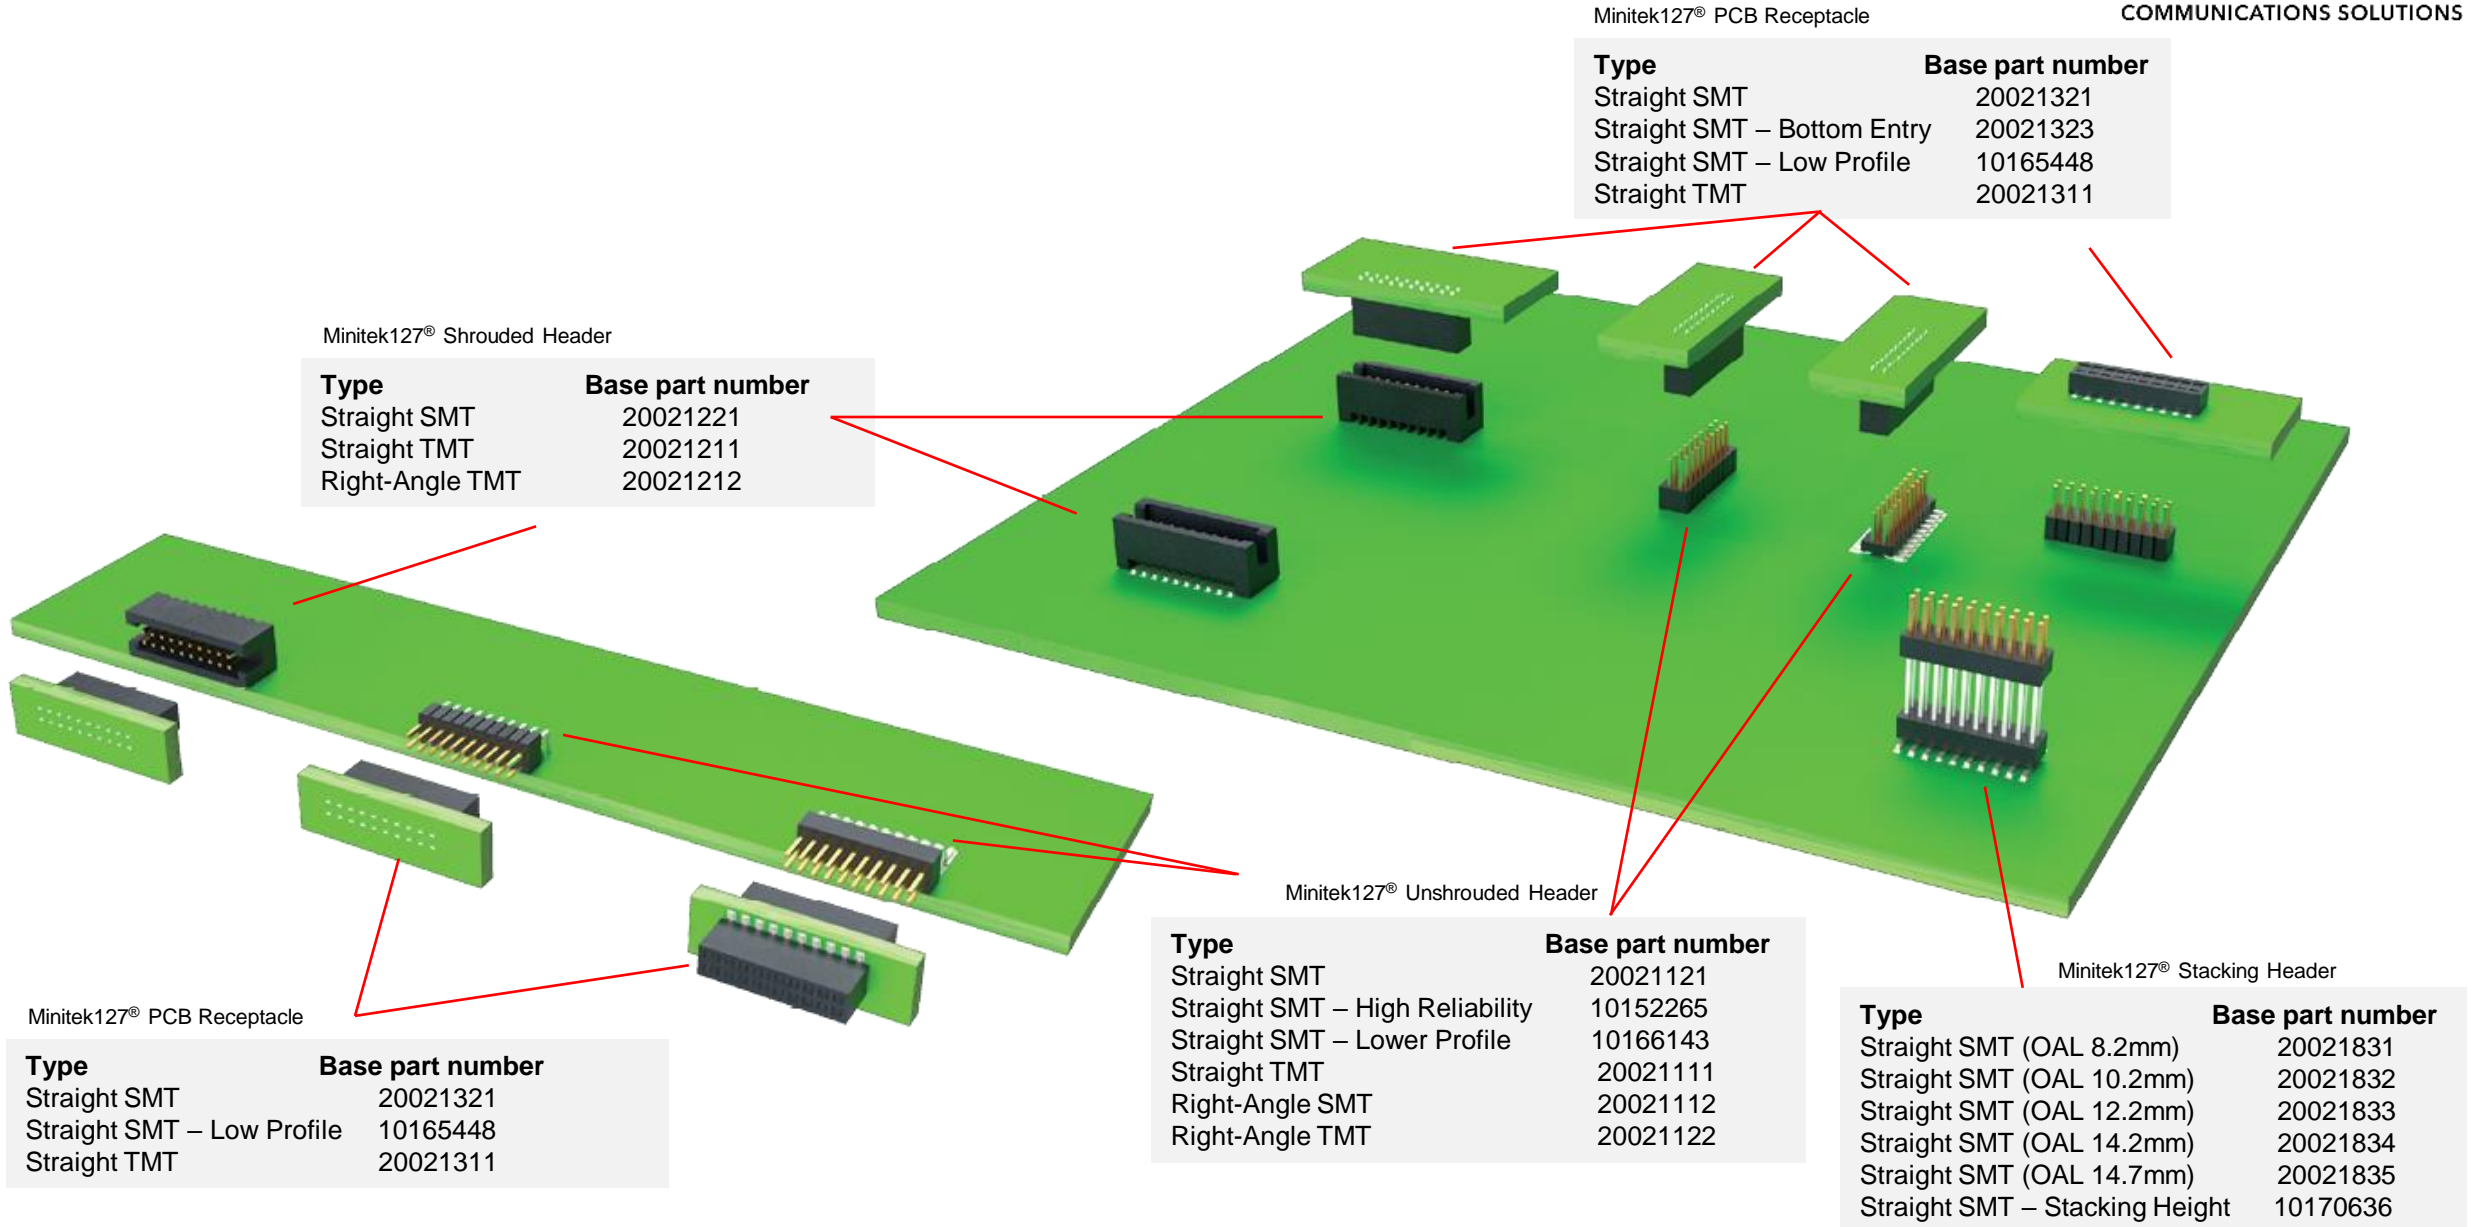 COMMUNICATIONS SOLUTIONS
Minitek127® PCB Receptacle
Type Base part number
Straight SMT 20021321
Straight SMT – Bottom Entry 20021323
Straight SMT – Low Profile 10165448
Straight TMT 20021311
Minitek127® Shrouded Header
Type Base part number
Straight SMT 20021221
Straight TMT 20021211
Right-Angle TMT 20021212
Minitek127® Unshrouded Header
Type Base part number
Straight SMT 20021121
Straight SMT – High Reliability 10152265
Straight SMT – Lower Profile 10166143
Straight TMT 20021111
Right-Angle SMT 20021112
Right-Angle TMT 20021122
Minitek127® Stacking Header
Type Base part number
Straight SMT (OAL 8.2mm) 20021831
Straight SMT (OAL 10.2mm) 20021832
Straight SMT (OAL 12.2mm) 20021833
Straight SMT (OAL 14.2mm) 20021834
Straight SMT (OAL 14.7mm) 20021835
Straight SMT – Stacking Height 10170636
Minitek127® PCB Receptacle
Type Base part number
Straight SMT 20021321
Straight SMT – Low Profile 10165448
Straight TMT 20021311